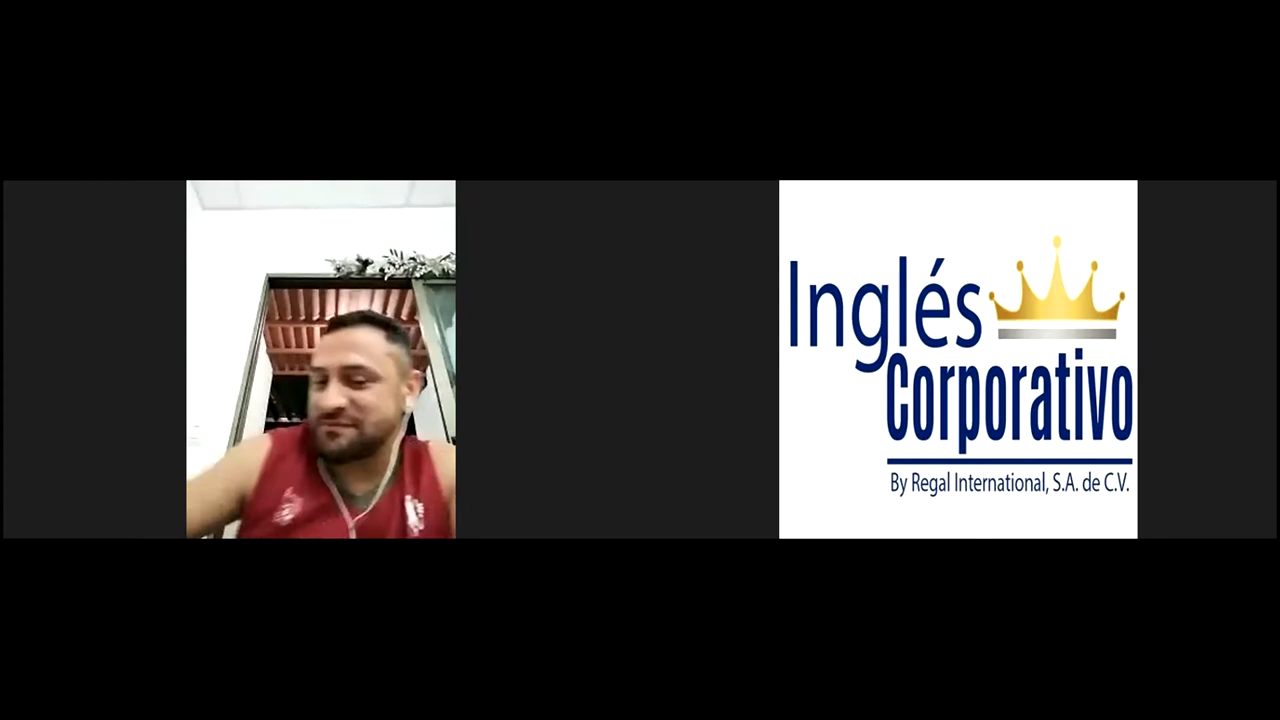 Inglés
Corporativo
By Regal International, S.A. de C.V.